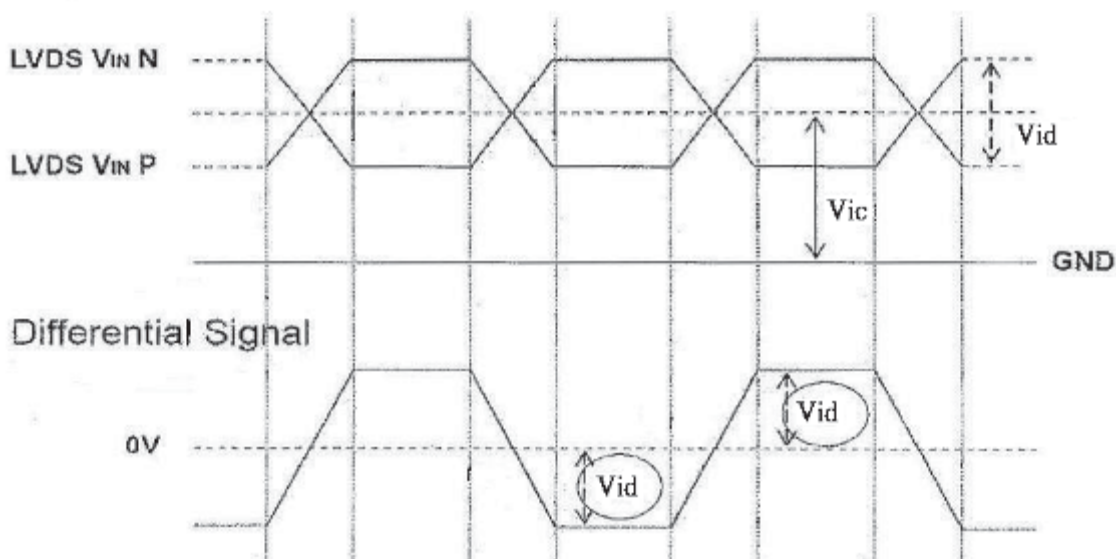 LVDS VIN N
LVDS VIN P
Vid
Vic
GND
Differential Signal
0V
Vid
Vid